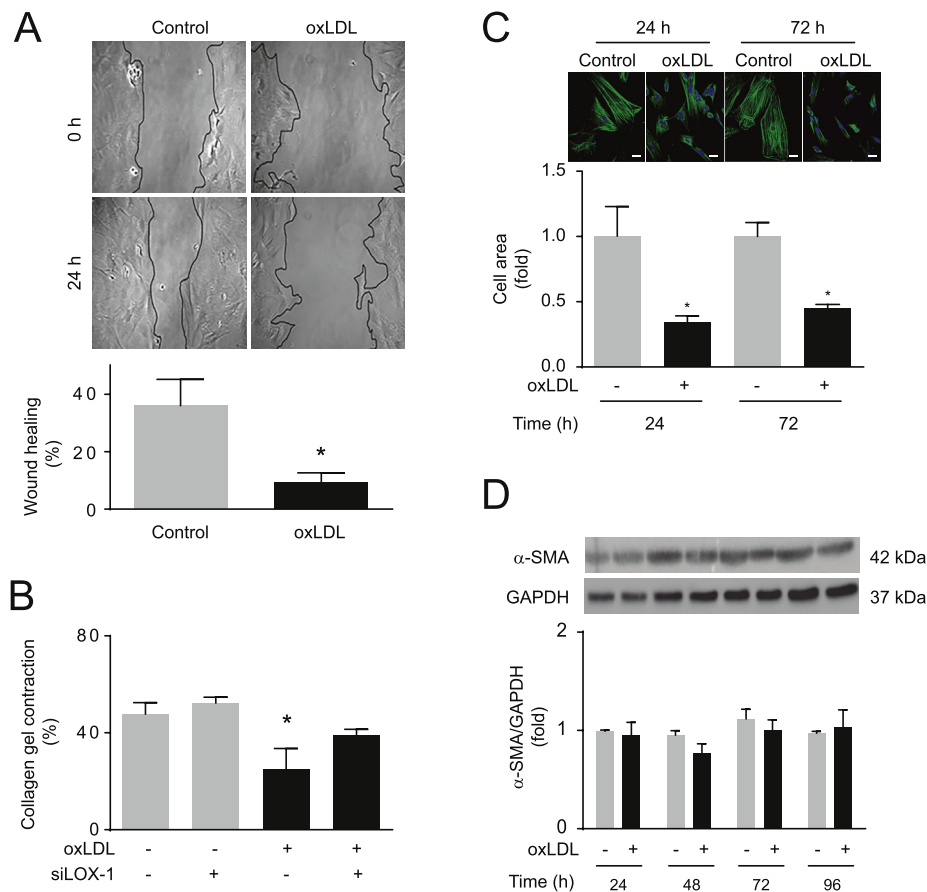 A
Control oxLDL
0 h
24 h
40
20
0
Wound healing
(%)
*
Control oxLDL
B
80
40
0
Collagen gel contraction
(%)
*
oxLDL - - + +
siLOX-1 - + - +
C
24 h 72 h
Control oxLDL Control oxLDL
1.5
1.0
0.5
0.0
Cell area
(fold)
* *
oxLDL - + - +
Time (h) 24 72
D
α-SMA 42 kDa
GAPDH 37 kDa
2
1
0
α-SMA/GAPDH
(fold)
oxLDL - + - + - + - +
Time (h) 24 48 72 96